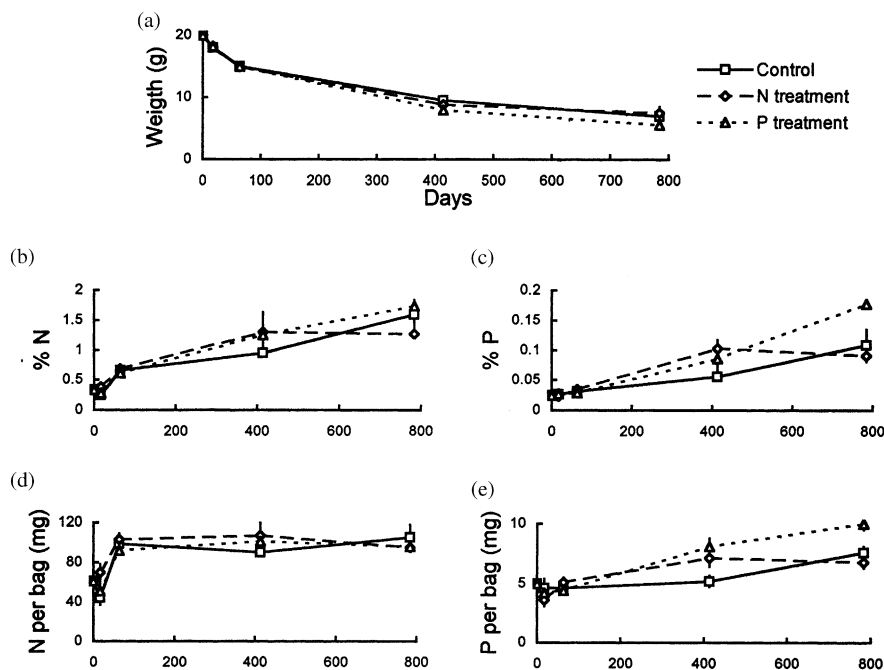 (a)
Weigth (g)
20
10
0
0 100 200 300 400 500 600 700 800
Days
Control
N treatment
P treatment
(b)
% N
2
1.5
1
0.5
0
0 200 400 600 800
(c)
% P
0.2
0.15
0.1
0.05
0
0 200 400 600 800
(d)
N per bag (mg)
120
80
40
0
0 200 400 600 800
(e)
P per bag (mg)
10
5
0
0 200 400 600 800